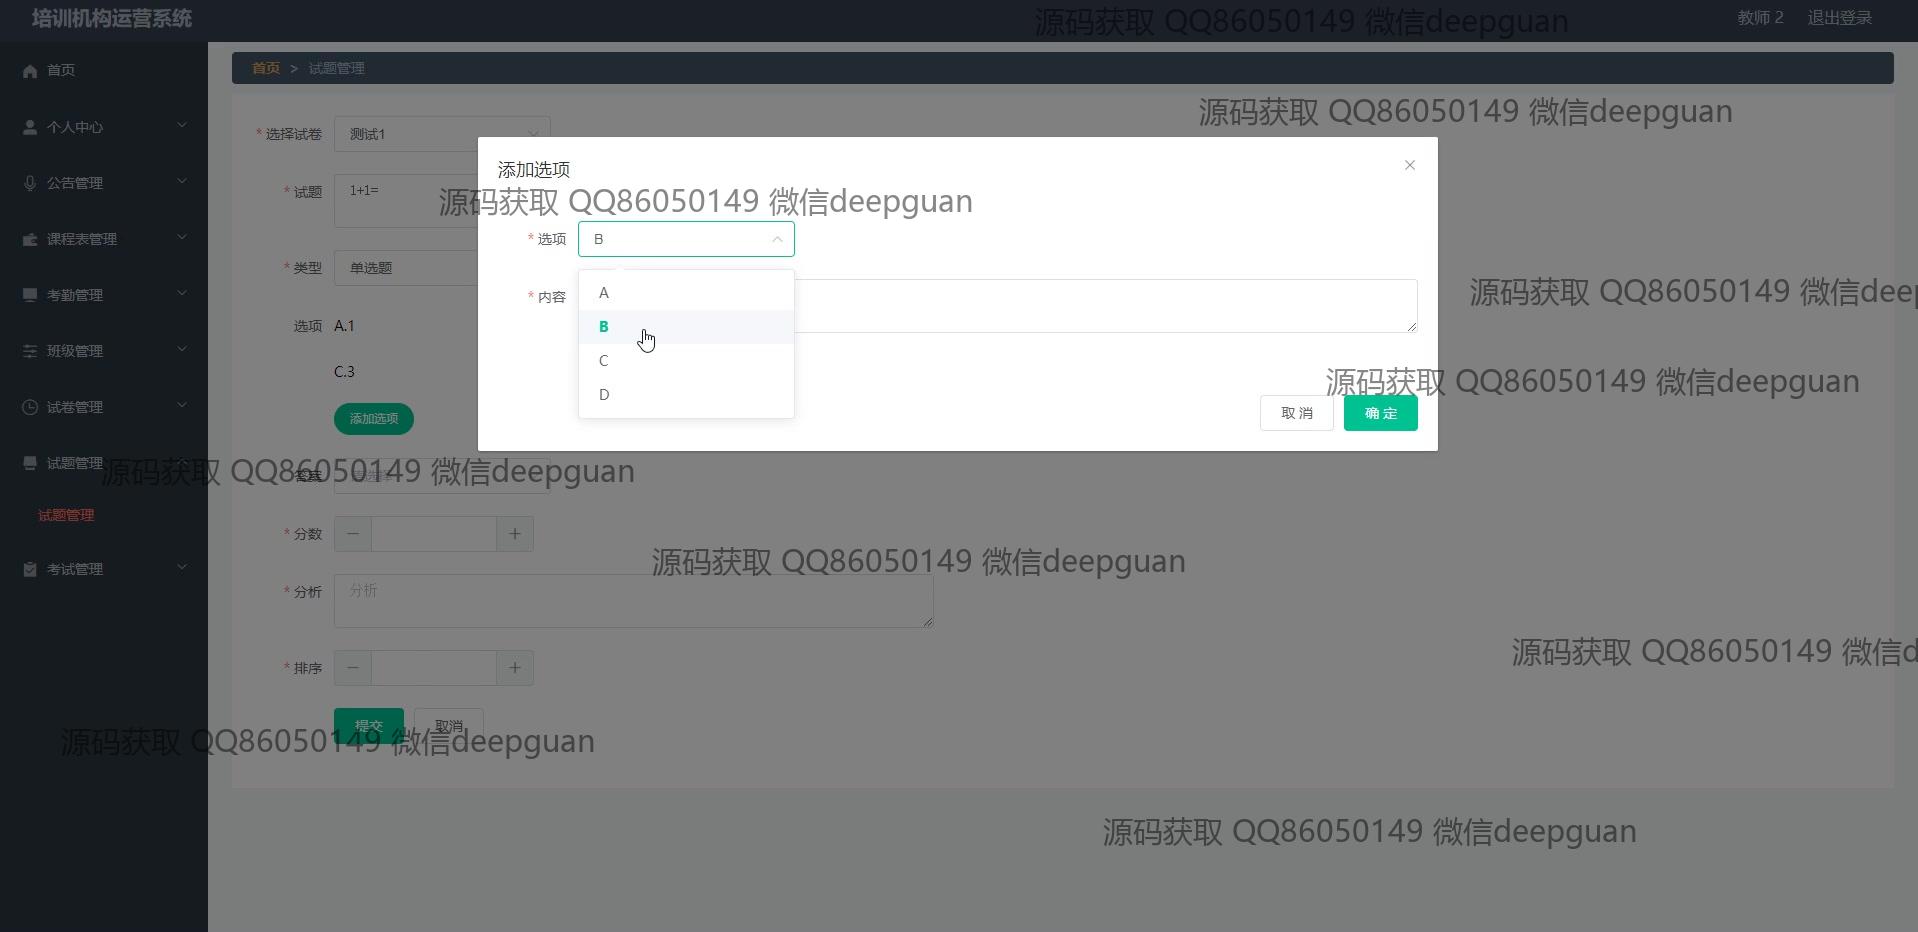 培训机构运营系统
源码获取 QQ86050149 微信deepguan
教师 2
退出登录
首页
首页 > 试题管理
个人中心
公告管理
课程表管理
考勤管理
班级管理
试卷管理
试题管理
试题管理
考试管理
源码获取 QQ86050149 微信deepguan
* 选择试卷 测试1
* 试题 1+1=
* 类型 单选题
选项 A.1
C.3
添加选项
答案 请选择
* 分数
* 分析 分析
* 排序
提交 取消
添加选项
源码获取 QQ86050149 微信deepguan
* 选项 B
* 内容
A
B
C
D
取 消 确 定
源码获取 QQ86050149 微信deep
源码获取 QQ86050149 微信deepguan
源码获取 QQ86050149 微信deepguan
源码获取 QQ86050149 微信deepguan
源码获取 QQ86050149 微信d
源码获取 QQ86050149 微信deepguan
源码获取 QQ86050149 微信deepguan